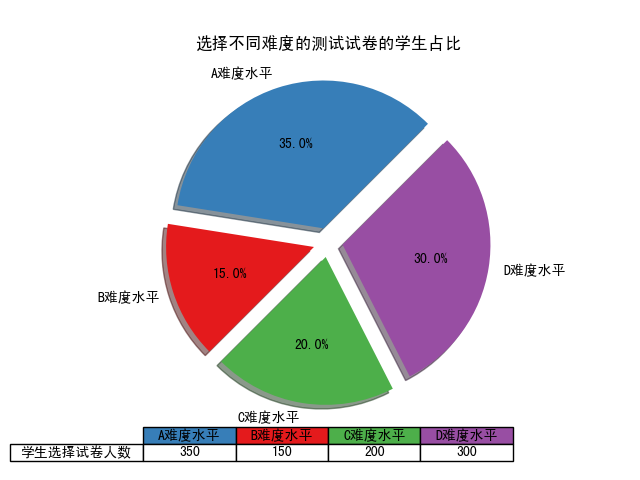 选择不同难度的测试试卷的学生占比
A难度水平
35.0%
B难度水平
15.0%
C难度水平
20.0%
D难度水平
30.0%
A难度水平 B难度水平 C难度水平 D难度水平
学生选择试卷人数 350 150 200 300